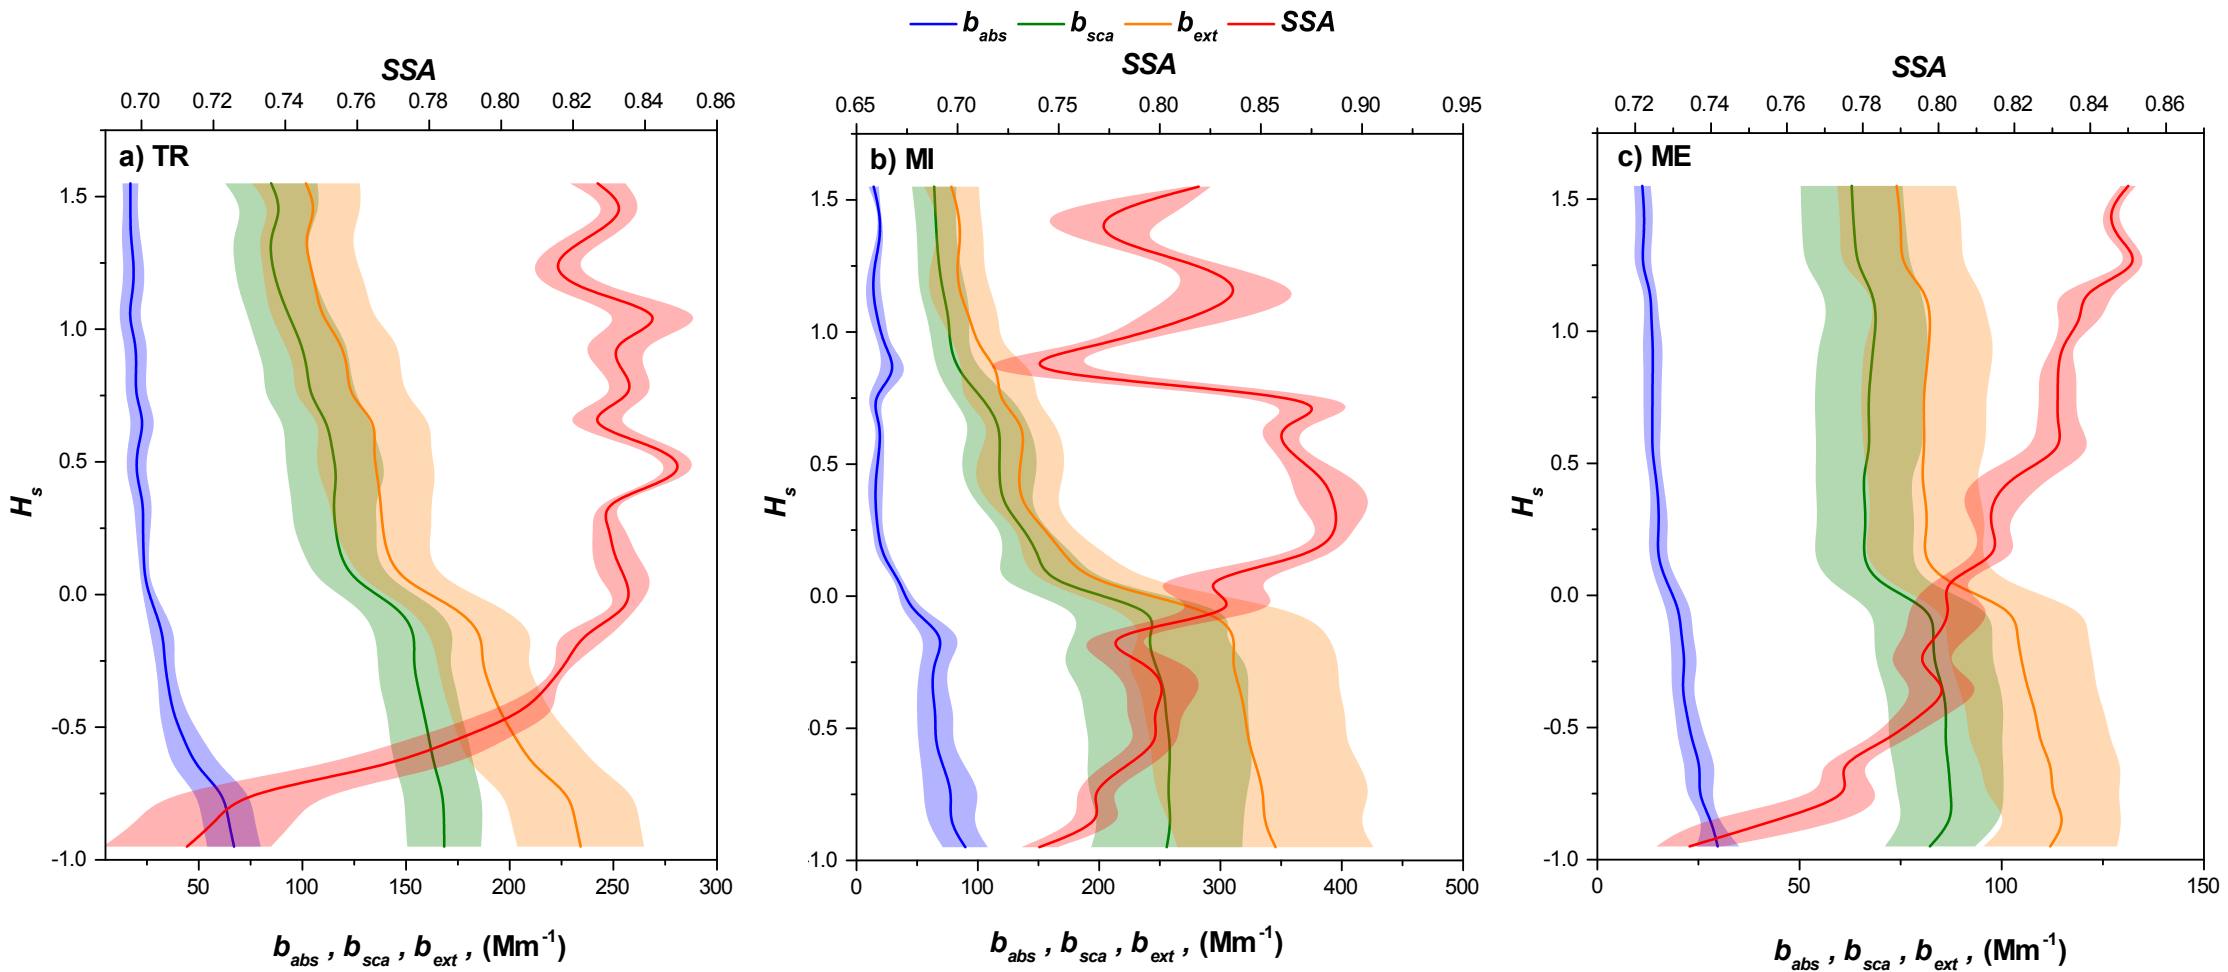 b_abs b_sca b_ext SSA
SSA SSA SSA
0.70 0.72 0.74 0.76 0.78 0.80 0.82 0.84 0.86
0.65 0.70 0.75 0.80 0.85 0.90 0.95
0.72 0.74 0.76 0.78 0.80 0.82 0.84 0.86
a) TR
b) MI
c) ME
1.5
1.0
0.5
0.0
-0.5
-1.0
H_s
1.5
1.0
0.5
0.0
0.5
1.0
H_s
1.5
1.0
0.5
0.0
-0.5
-1.0
H_s
50 100 150 200 250 300
0 100 200 300 400 500
0 50 100 150
b_abs , b_sca , b_ext , (Mm⁻¹)
b_abs , b_sca , b_ext , (Mm⁻¹)
b_abs , b_sca , b_ext , (Mm⁻¹)